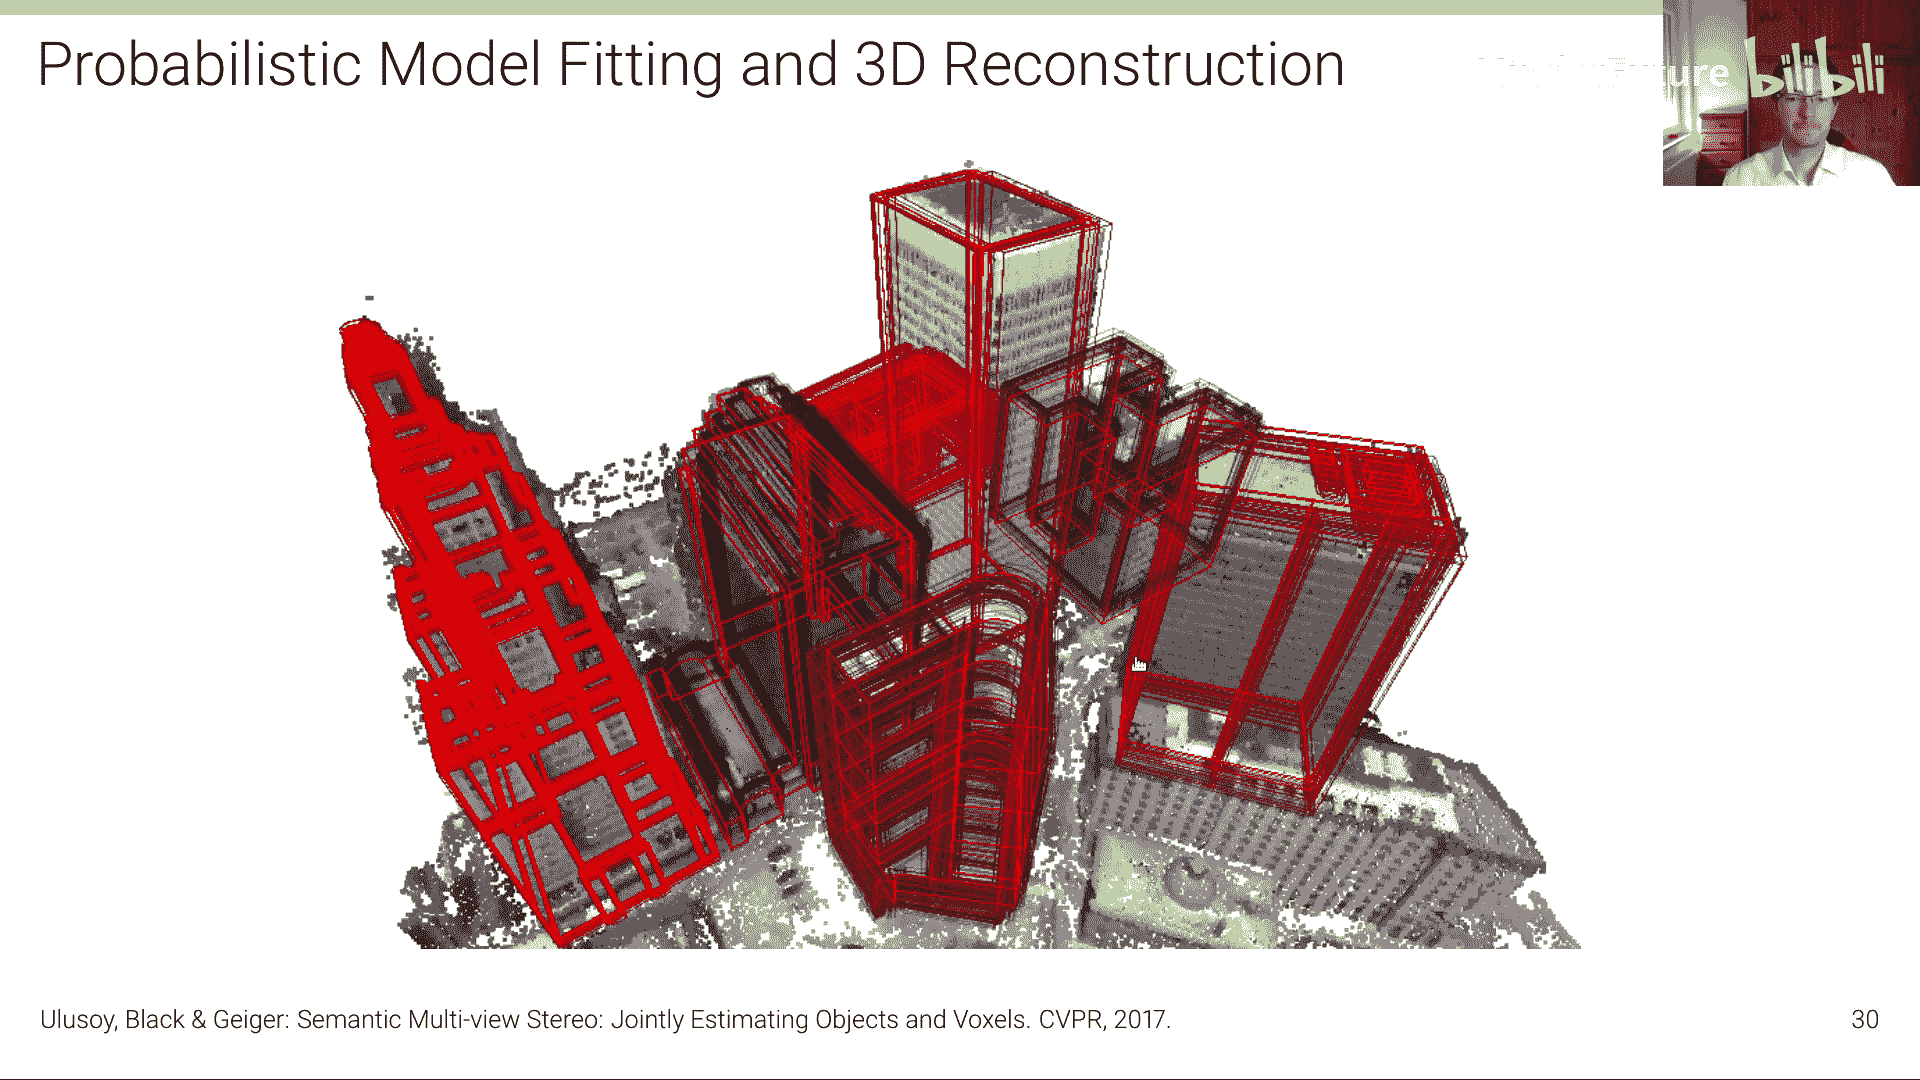 Probabilistic Model Fitting and 3D Reconstruction
bilibili
Ulusoy, Black & Geiger: Semantic Multi-view Stereo: Jointly Estimating Objects and Voxels. CVPR, 2017.
30